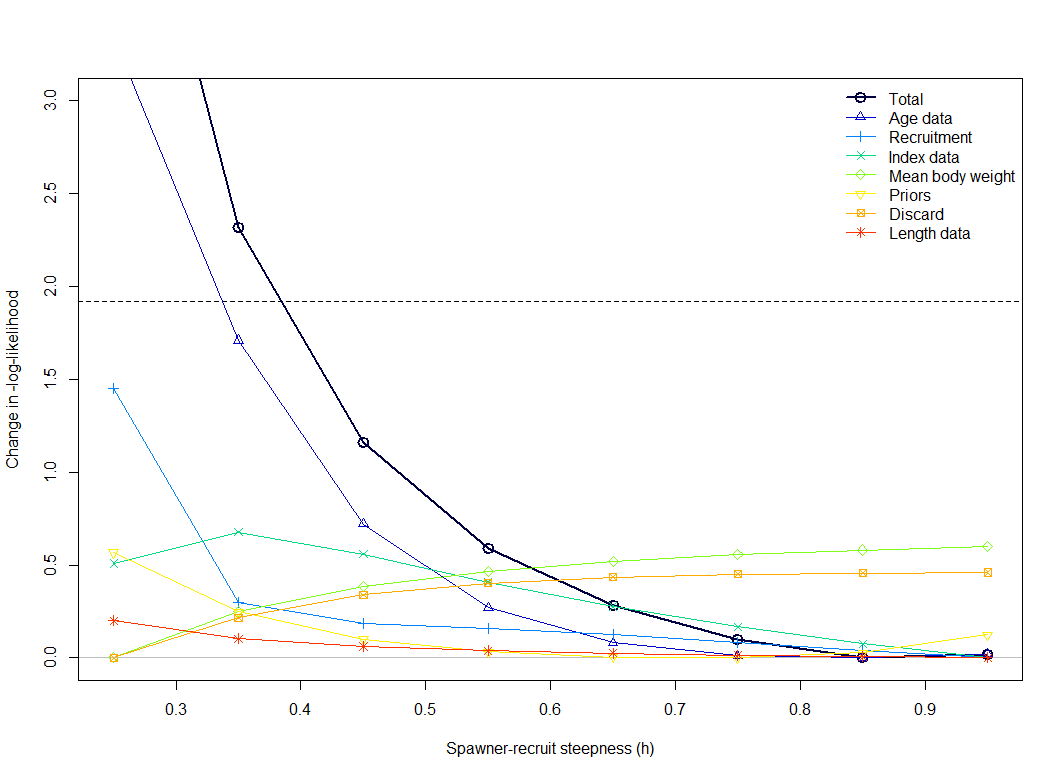 3.0
2.5
2.0
1.5
1.0
0.5
0.0
Change in -log-likelihood
Total
Age data
Recruitment
Index data
Mean body weight
Priors
Discard
Length data
0.3 0.4 0.5 0.6 0.7 0.8 0.9
Spawner-recruit steepness (h)